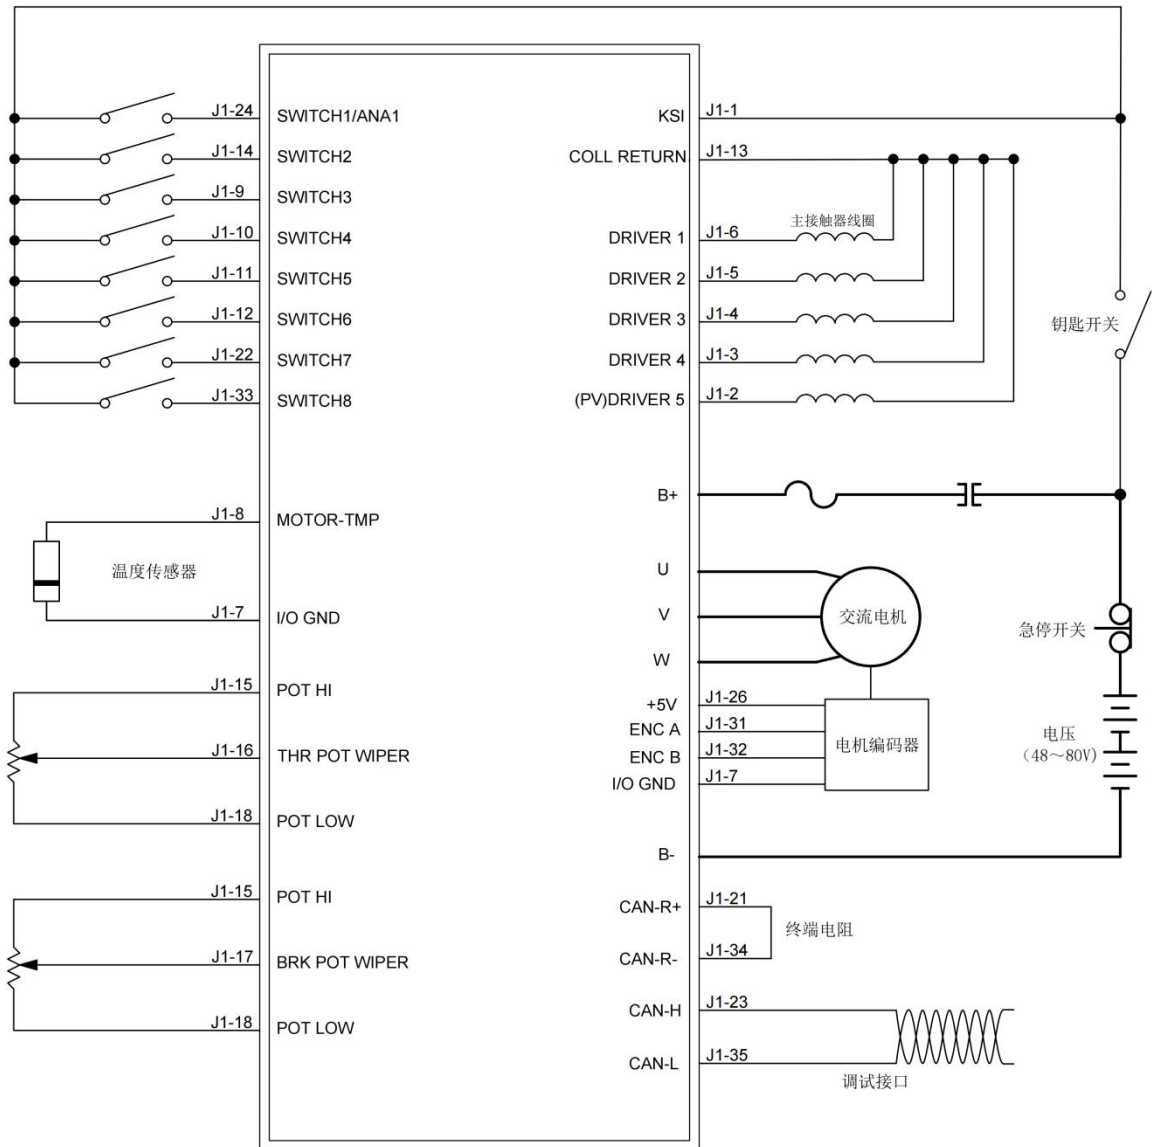 J1-24 SWITCH1/ANA1
J1-14 SWITCH2
J1-9 SWITCH3
J1-10 SWITCH4
J1-11 SWITCH5
J1-12 SWITCH6
J1-22 SWITCH7
J1-33 SWITCH8
J1-8 MOTOR-TMP
温度传感器
J1-7 I/O GND
J1-15 POT HI
J1-16 THR POT WIPER
J1-18 POT LOW
J1-15 POT HI
J1-17 BRK POT WIPER
J1-18 POT LOW
KSI J1-1
COLL RETURN J1-13
主接触器线圈
DRIVER 1 J1-6
DRIVER 2 J1-5
DRIVER 3 J1-4
DRIVER 4 J1-3
(PV)DRIVER 5 J1-2
钥匙开关
B+
U
V 交流电机
W
急停开关
+5V J1-26
ENC A J1-31
ENC B J1-32
I/O GND J1-7
电机编码器
电压
(48～80V)
B-
CAN-R+ J1-21
终端电阻
CAN-R- J1-34
CAN-H J1-23
CAN-L J1-35
调试接口